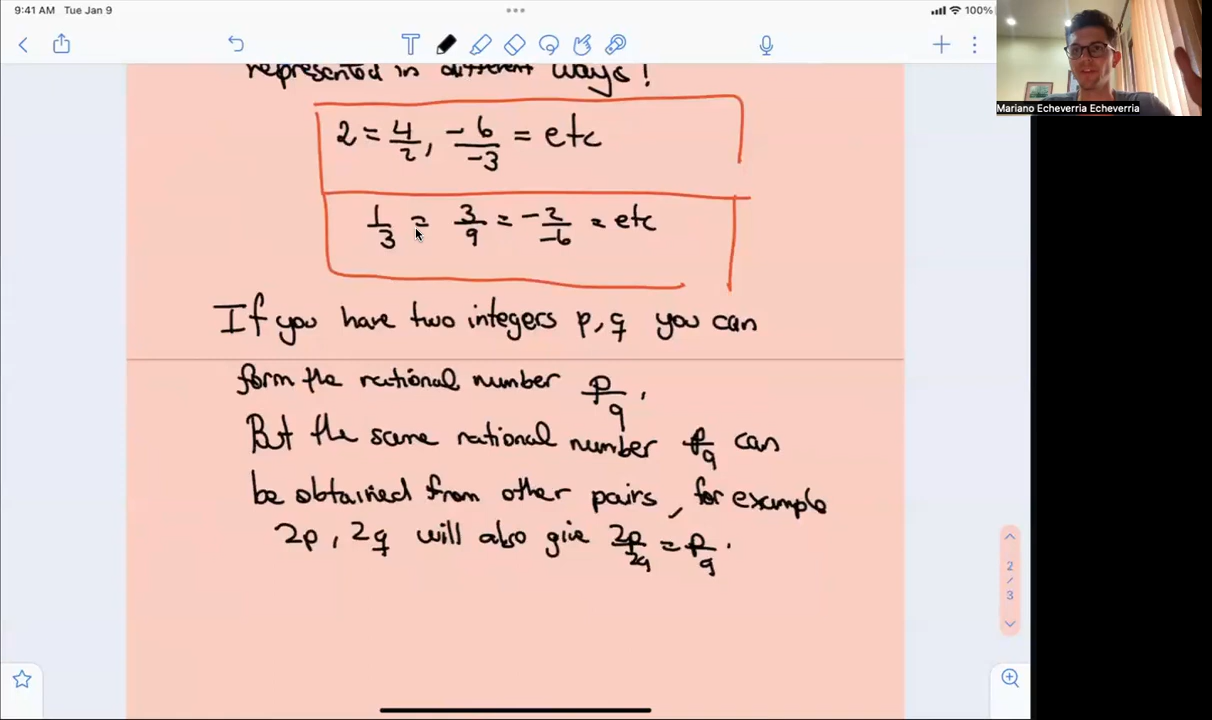 9:41 AM Tue Jan 9
100%
Mariano Echeverria Echeverria
represented in different ways!
2 = 4/2, -6/-3 = etc
1/3 = 3/9 = -2/-6 = etc
If you have two integers p, q you can
form the rational number p/q.
But the same rational number p/q can
be obtained from other pairs, for example
2p, 2q will also give 2p/2q = p/q.
2
/
3